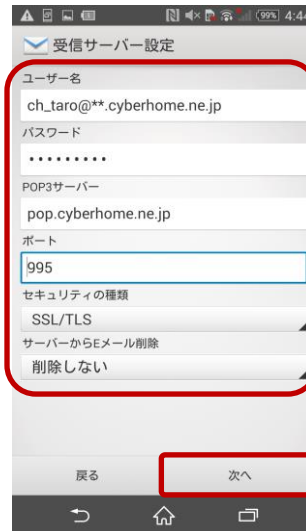 99% 4:44
受信サーバー設定
ユーザー名
ch_taro@**.cyberhome.ne.jp
パスワード
•••••••••
POP3サーバー
pop.cyberhome.ne.jp
ポート
995
セキュリティの種類
SSL/TLS
サーバーからEメール削除
削除しない
戻る 次へ